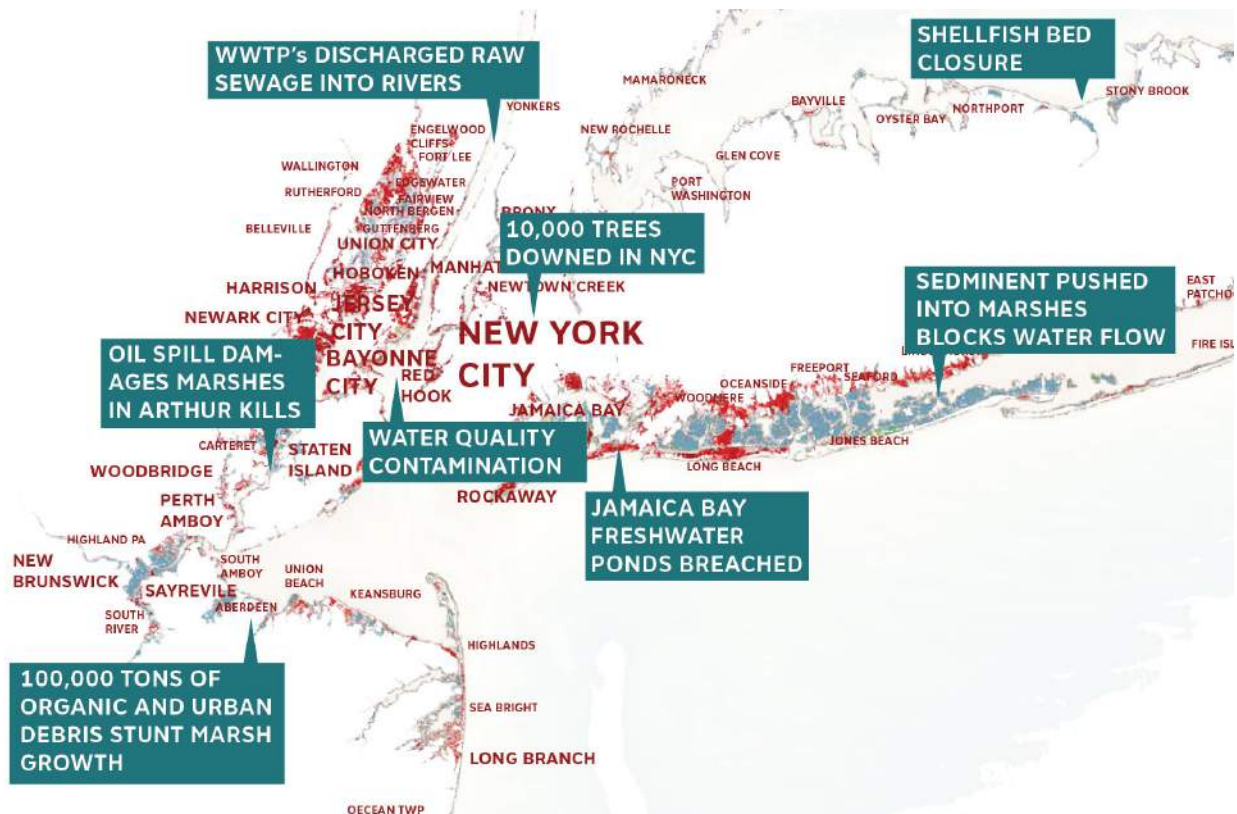 WWTP's DISCHARGED RAW
SEWAGE INTO RIVERS
SHELLFISH BED
CLOSURE
MAMARONECK
YONKERS
BAYVILLE
STONY BROOK
NORTHPORT
OYSTER BAY
NEW ROCHELLE
ENGELWOOD
CLIFFS
FORT LEE
GLEN COVE
WALLINGTON
PORT
WASHINGTON
RUTHERFORD
EDGEWATER
FAIRVIEW
NORTH BERGEN
BRONX
BELLEVILLE
GUTTENBERG
UNION CITY
10,000 TREES
DOWNED IN NYC
HOBOKEN
NEWTOWN CREEK
HARRISON
JERSEY
CITY
NEWARK CITY
NEW YORK
CITY
SEDMINENT PUSHED
INTO MARSHES
BLOCKS WATER FLOW
EAST
PATCHO
FIRE ISL
OIL SPILL DAM-
AGES MARSHES
IN ARTHUR KILLS
BAYONNE
CITY
RED
HOOK
FREEPORT
SEAFORD
OCEANSIDE
WOODMERE
JAMAICA BAY
JONES BEACH
LONG BEACH
WATER QUALITY
CONTAMINATION
CARTERET
STATEN
ISLAND
WOODBRIDGE
ROCKAWAY
PERTH
AMBOY
JAMAICA BAY
FRESHWATER
PONDS BREACHED
HIGHLAND PA
NEW
BRUNSWICK
SOUTH
AMBOY
UNION
BEACH
SAYREVILE
KEANSBURG
ABERDEEN
SOUTH
RIVER
HIGHLANDS
100,000 TONS OF
ORGANIC AND URBAN
DEBRIS STUNT MARSH
GROWTH
SEA BRIGHT
LONG BRANCH
OECEAN TWP